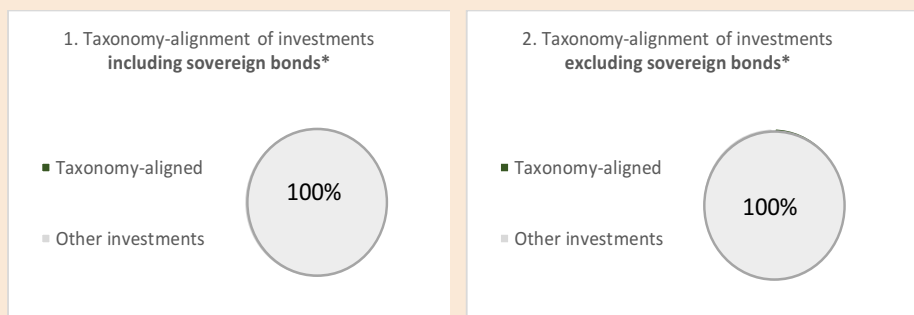 1. Taxonomy-alignment of investments
including sovereign bonds*
Taxonomy-aligned
100%
Other investments
2. Taxonomy-alignment of investments
excluding sovereign bonds*
Taxonomy-aligned
100%
Other investments